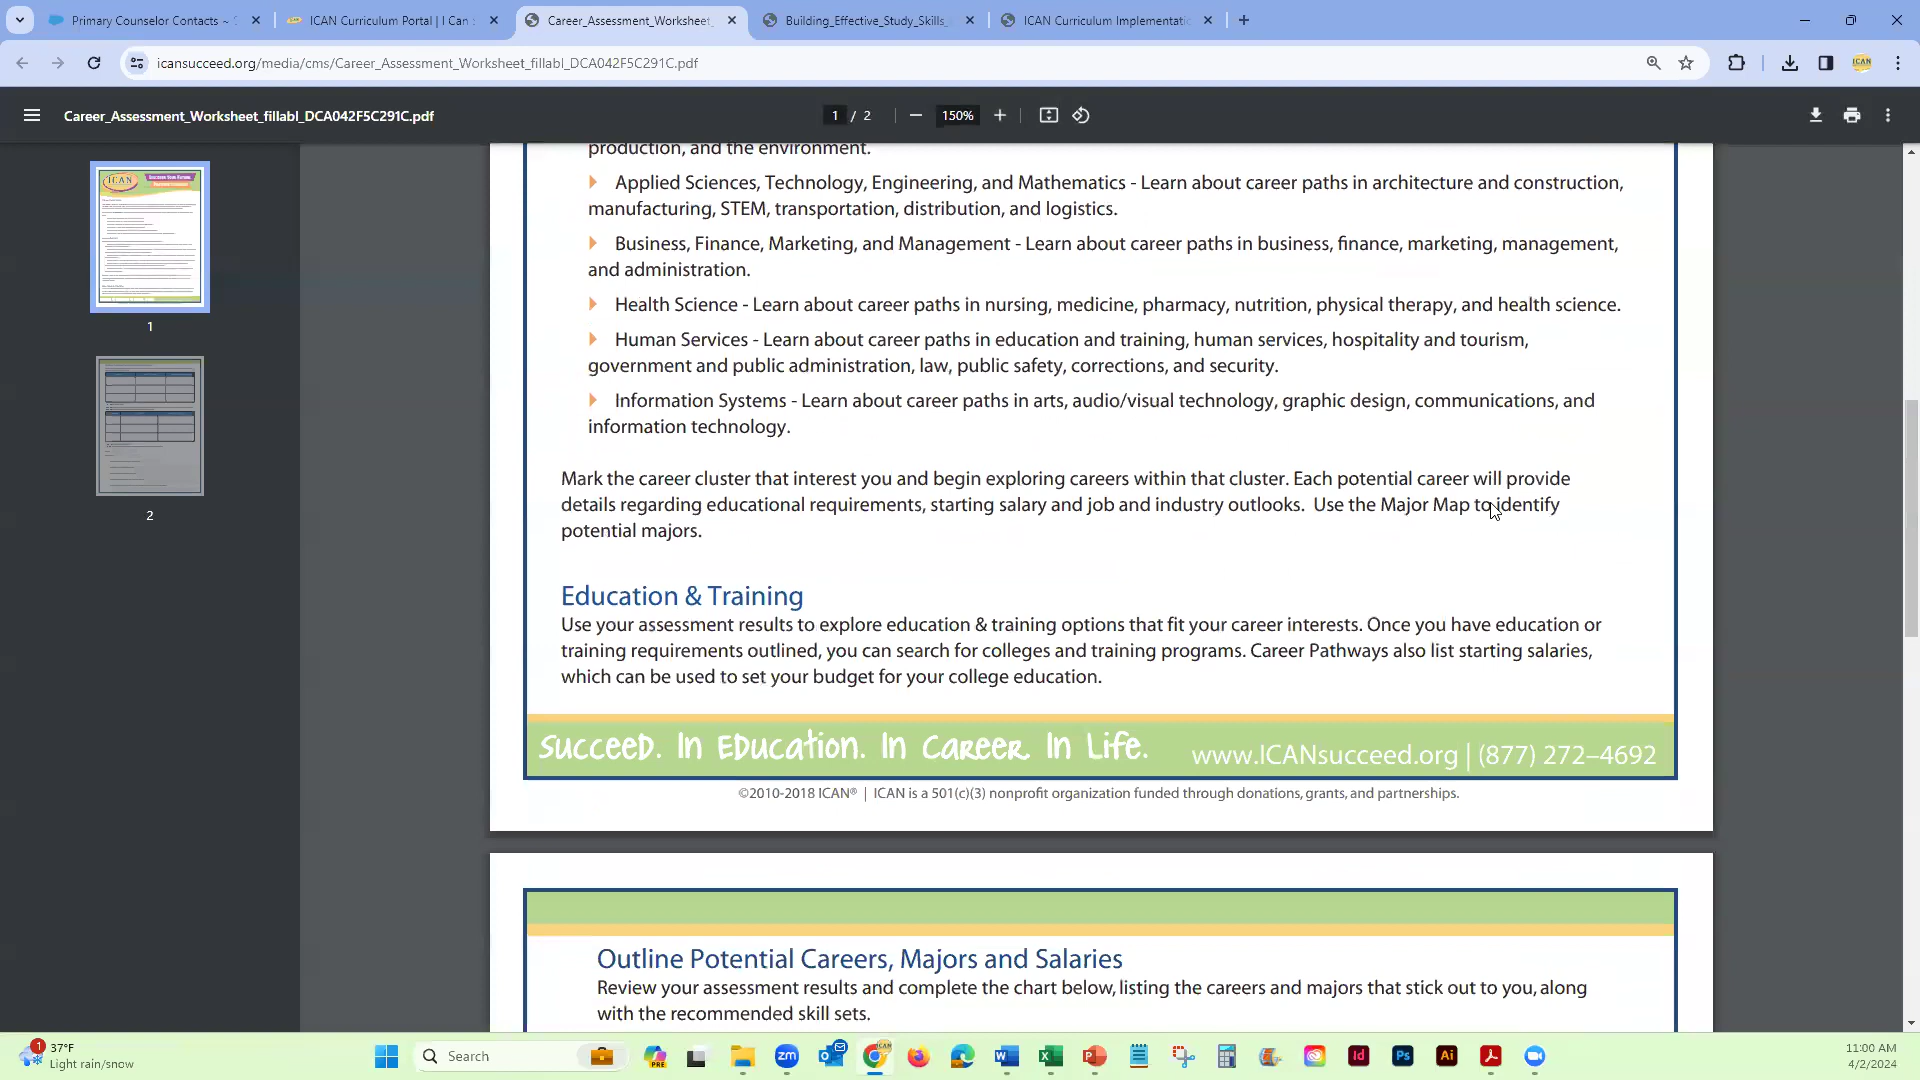 Primary Counselor Contacts ~
ICAN Curriculum Portal | I Can
Career_Assessment_Worksheet_
Building_Effective_Study_Skills_
ICAN Curriculum Implementatio
icansucceed.org/media/cms/Career_Assessment_Worksheet_fillabl_DCA042F5C291C.pdf
Career_Assessment_Worksheet_fillabl_DCA042F5C291C.pdf
1 / 2
150%
production, and the environment.
Applied Sciences, Technology, Engineering, and Mathematics - Learn about career paths in architecture and construction,
manufacturing, STEM, transportation, distribution, and logistics.
Business, Finance, Marketing, and Management - Learn about career paths in business, finance, marketing, management,
and administration.
Health Science - Learn about career paths in nursing, medicine, pharmacy, nutrition, physical therapy, and health science.
Human Services - Learn about career paths in education and training, human services, hospitality and tourism,
government and public administration, law, public safety, corrections, and security.
Information Systems - Learn about career paths in arts, audio/visual technology, graphic design, communications, and
information technology.
Mark the career cluster that interest you and begin exploring careers within that cluster. Each potential career will provide
details regarding educational requirements, starting salary and job and industry outlooks. Use the Major Map to identify
potential majors.
Education & Training
Use your assessment results to explore education & training options that fit your career interests. Once you have education or
training requirements outlined, you can search for colleges and training programs. Career Pathways also list starting salaries,
which can be used to set your budget for your college education.
Succeed. In Education. In Career. In Life.
www.ICANsucceed.org | (877) 272–4692
©2010-2018 ICAN® | ICAN is a 501(c)(3) nonprofit organization funded through donations, grants, and partnerships.
Outline Potential Careers, Majors and Salaries
Review your assessment results and complete the chart below, listing the careers and majors that stick out to you, along
with the recommended skill sets.
ICAN
1
2
1
37°F
Light rain/snow
Search
PRE
zm
Id
Ps
Ai
11:00 AM
4/2/2024